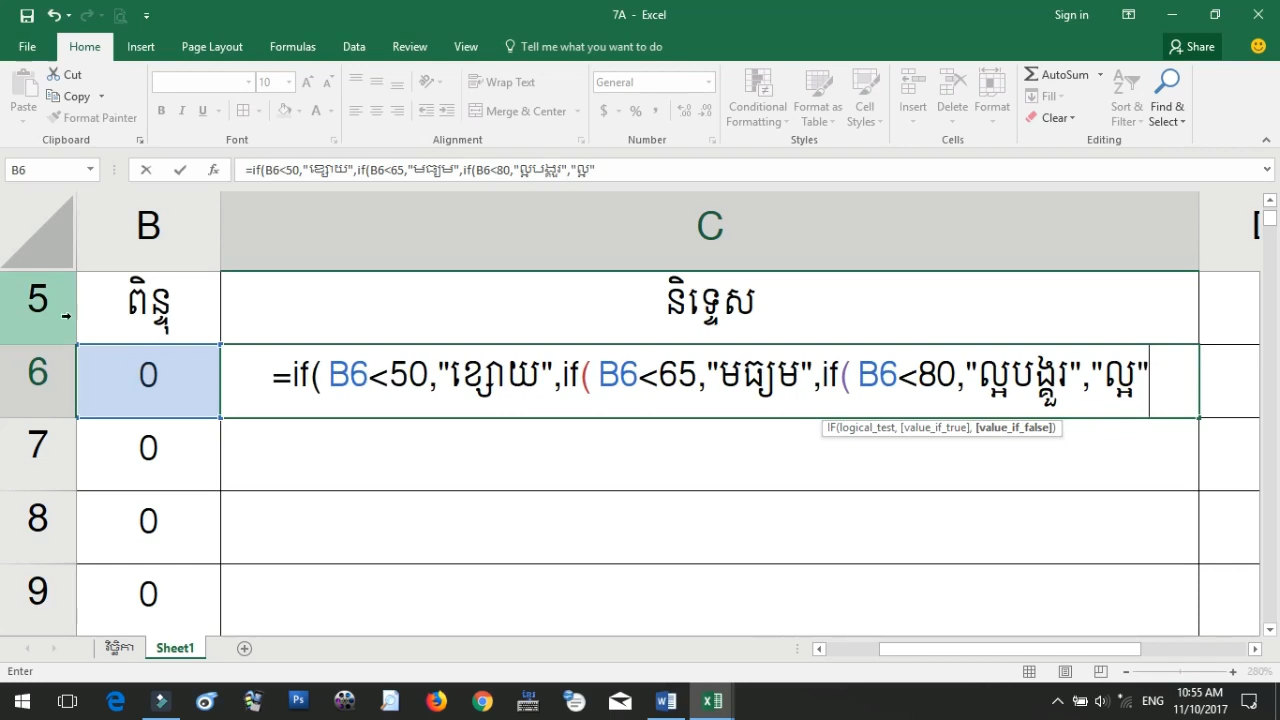 7A - Excel
Sign in
File Home Insert Page Layout Formulas Data Review View Tell me what you want to do Share
Paste Cut Copy Format Painter
10
Wrap Text Merge & Center
General
Conditional Formatting Format as Table Cell Styles
Insert Delete Format
AutoSum Fill Clear Sort & Filter Find & Select
Clipboard Font Alignment Number Styles Cells Editing
B6 =if(B6<50,"ខ្សោយ",if(B6<65,"មធ្យម",if(B6<80,"ល្អបង្គួរ","ល្អ"
B C
5 ពិន្ទុ និទ្ទេស
6 0 =if( B6<50,"ខ្សោយ",if( B6<65,"មធ្យម",if( B6<80,"ល្អបង្គួរ","ល្អ"
IF(logical_test, [value_if_true], [value_if_false])
7 0
8 0
9 0
វិច្ឆិកា Sheet1
Enter 280%
ENG 10:55 AM
11/10/2017